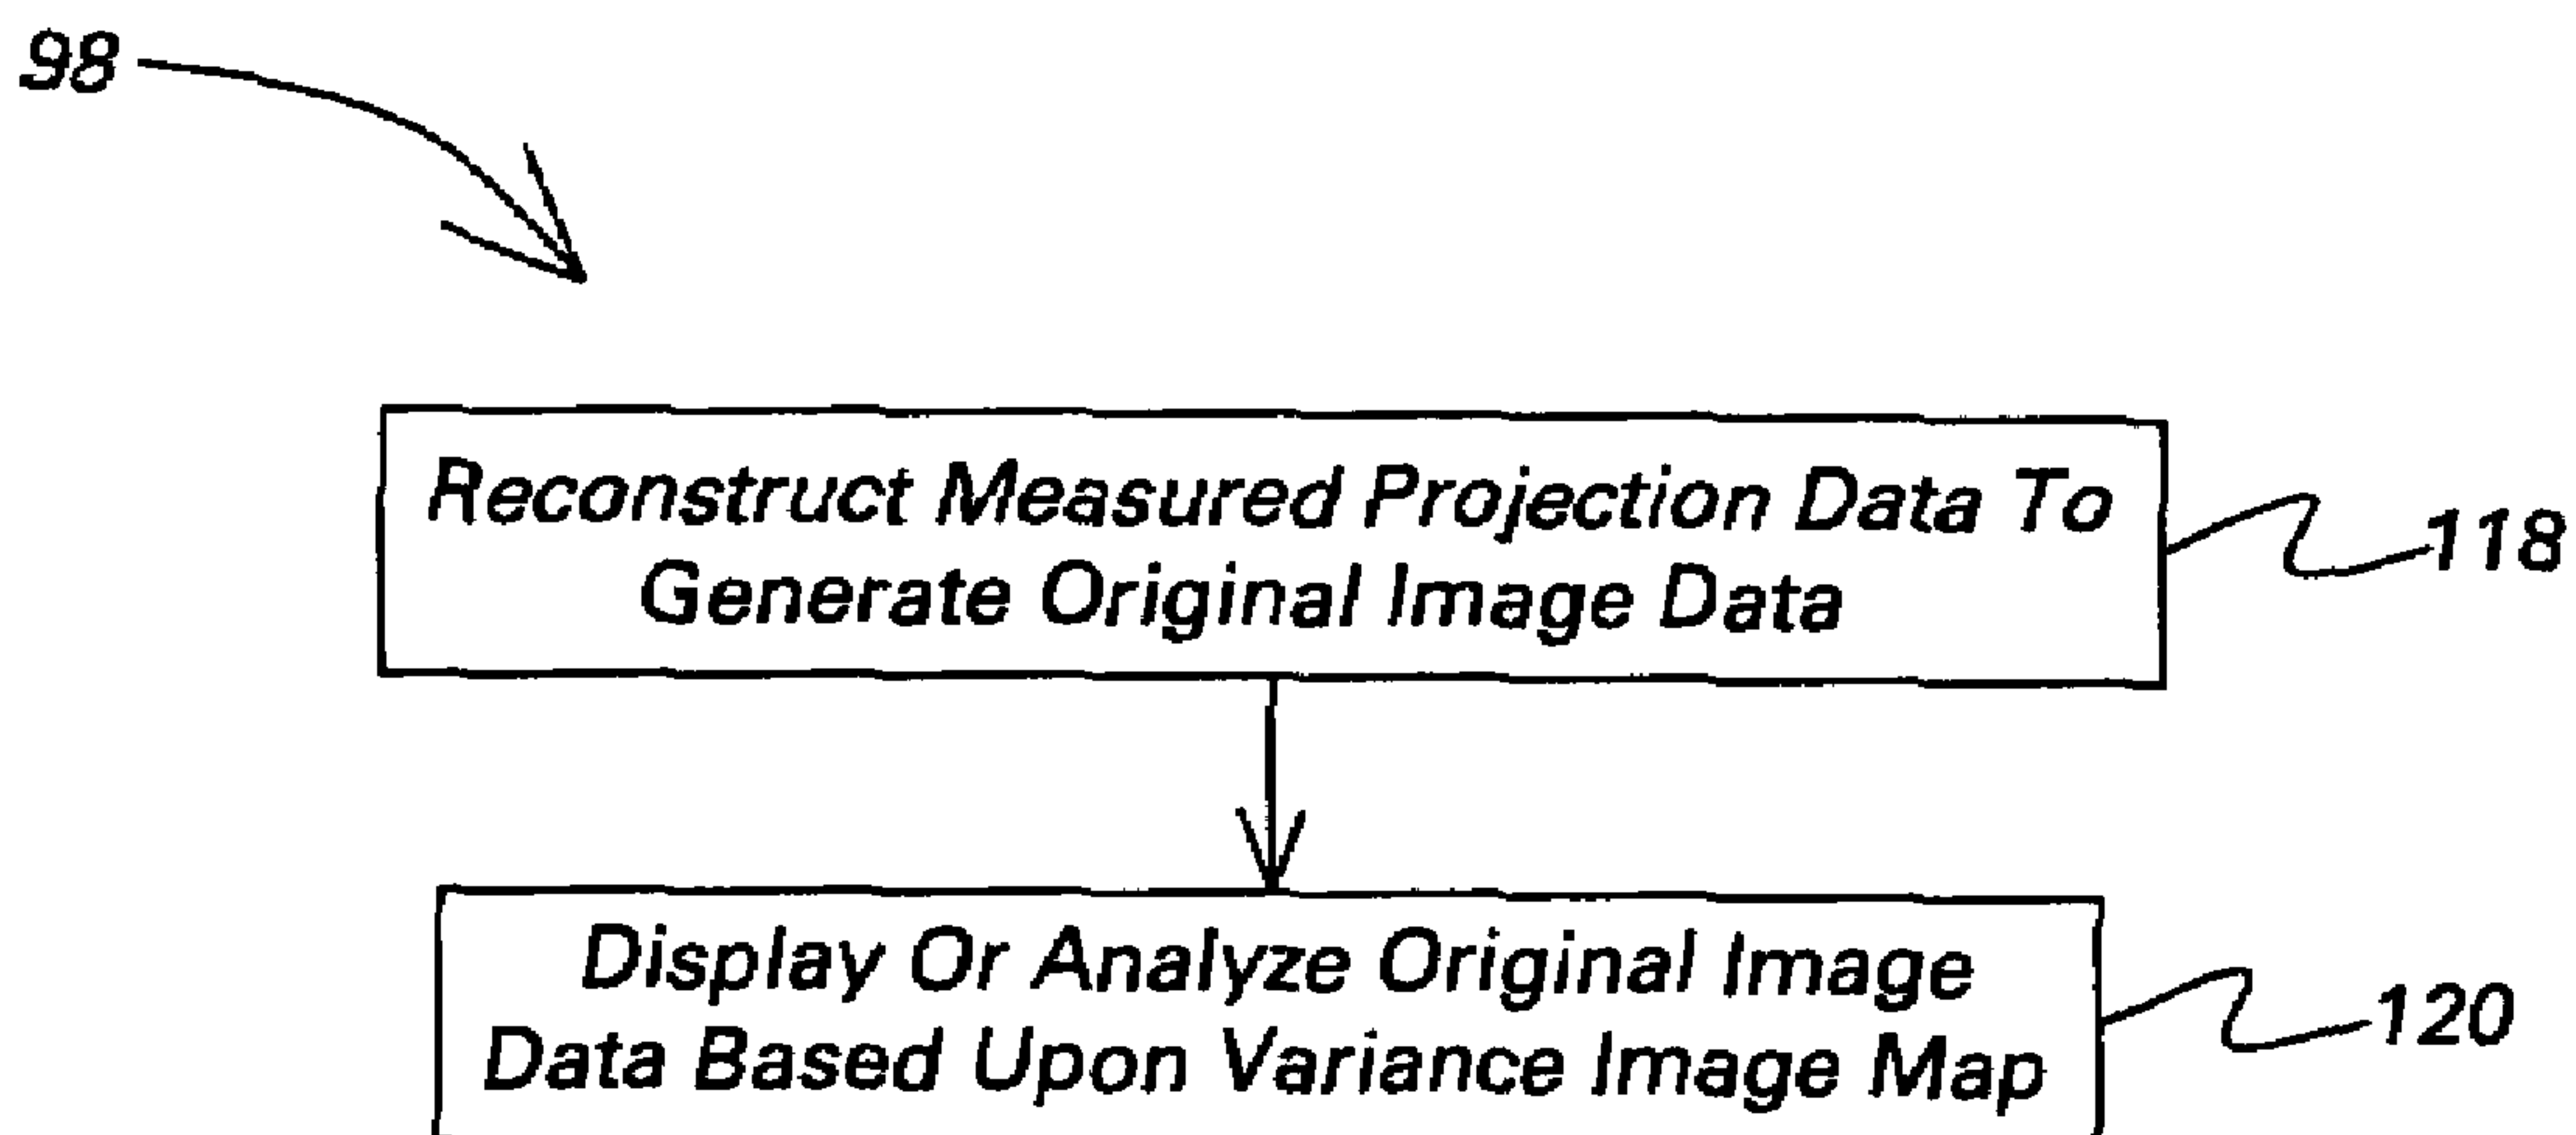 98
Reconstruct Measured Projection Data To
Generate Original Image Data
118
Display Or Analyze Original Image
Data Based Upon Variance Image Map
120